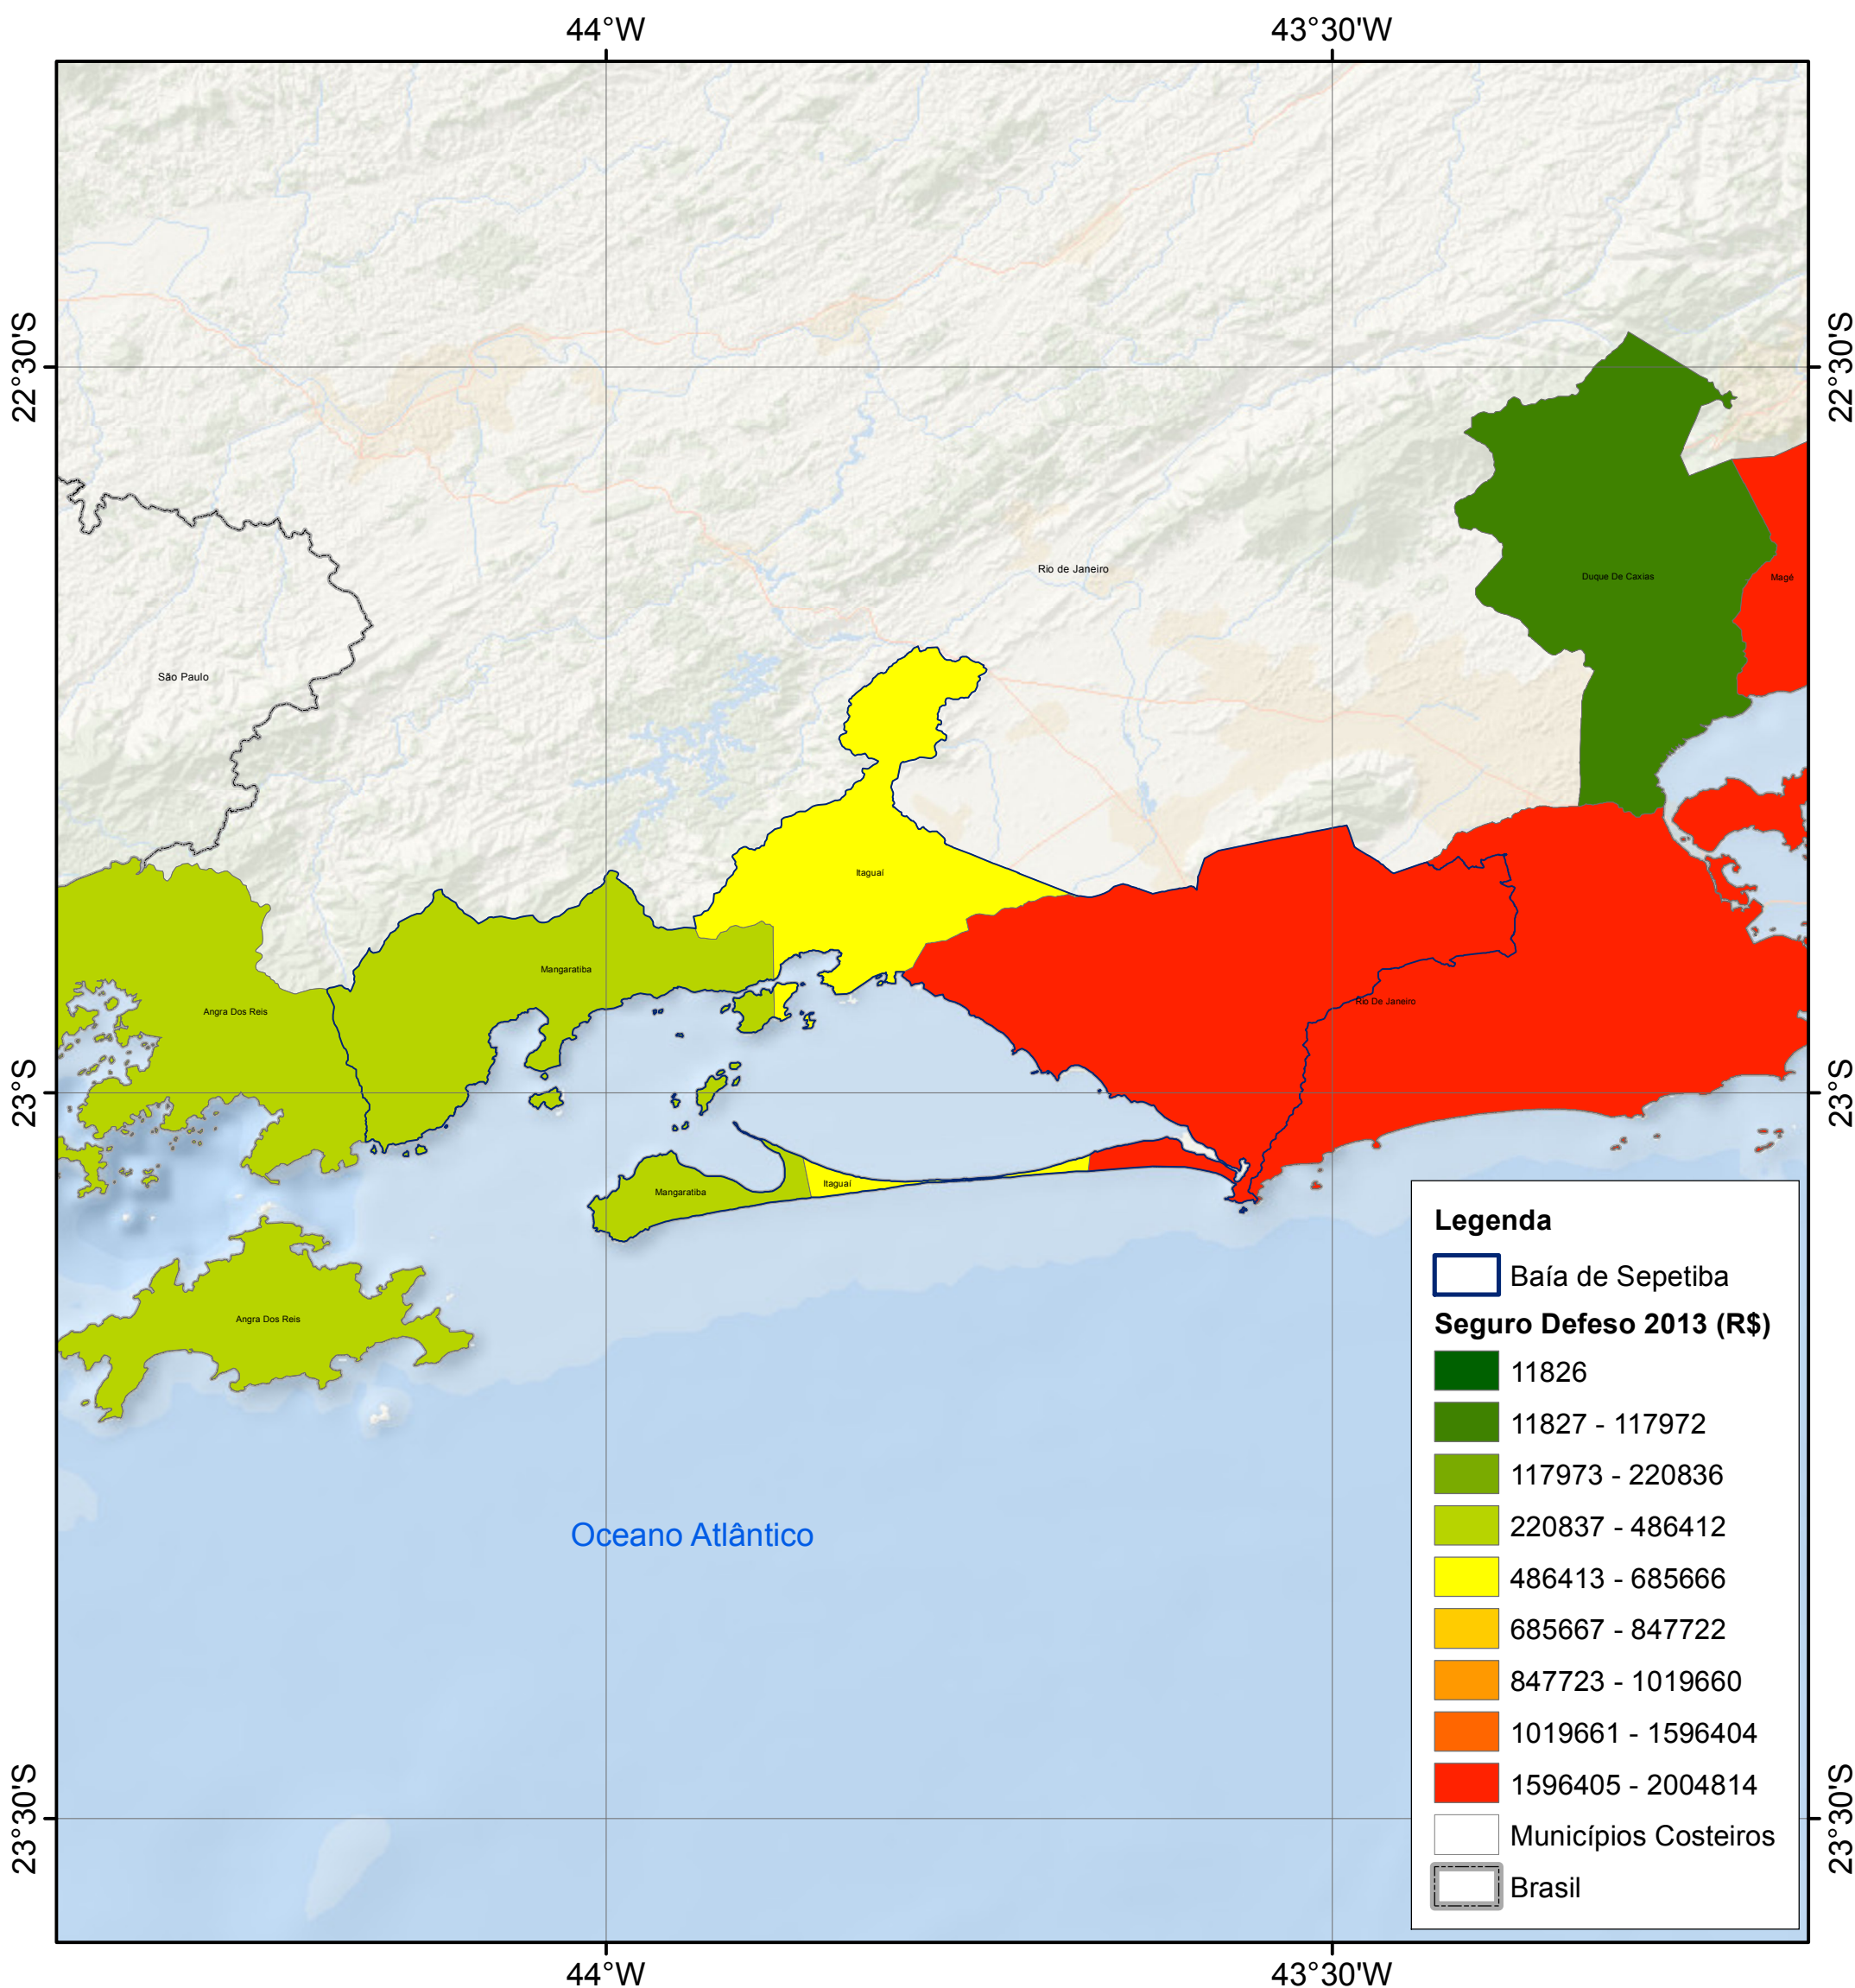 44°W
43°30'W
22°30'S
22°30'S
Rio de Janeiro
Duque De Caxias
Magé
São Paulo
Itaguaí
Mangaratiba
Rio De Janeiro
Angra Dos Reis
23°S
23°S
Itaguaí
Mangaratiba
Angra Dos Reis
Oceano Atlântico
Legenda
Baía de Sepetiba
Seguro Defeso 2013 (R$)
11826
11827 - 117972
117973 - 220836
220837 - 486412
486413 - 685666
685667 - 847722
847723 - 1019660
1019661 - 1596404
1596405 - 2004814
Municípios Costeiros
Brasil
23°30'S
23°30'S
44°W
43°30'W